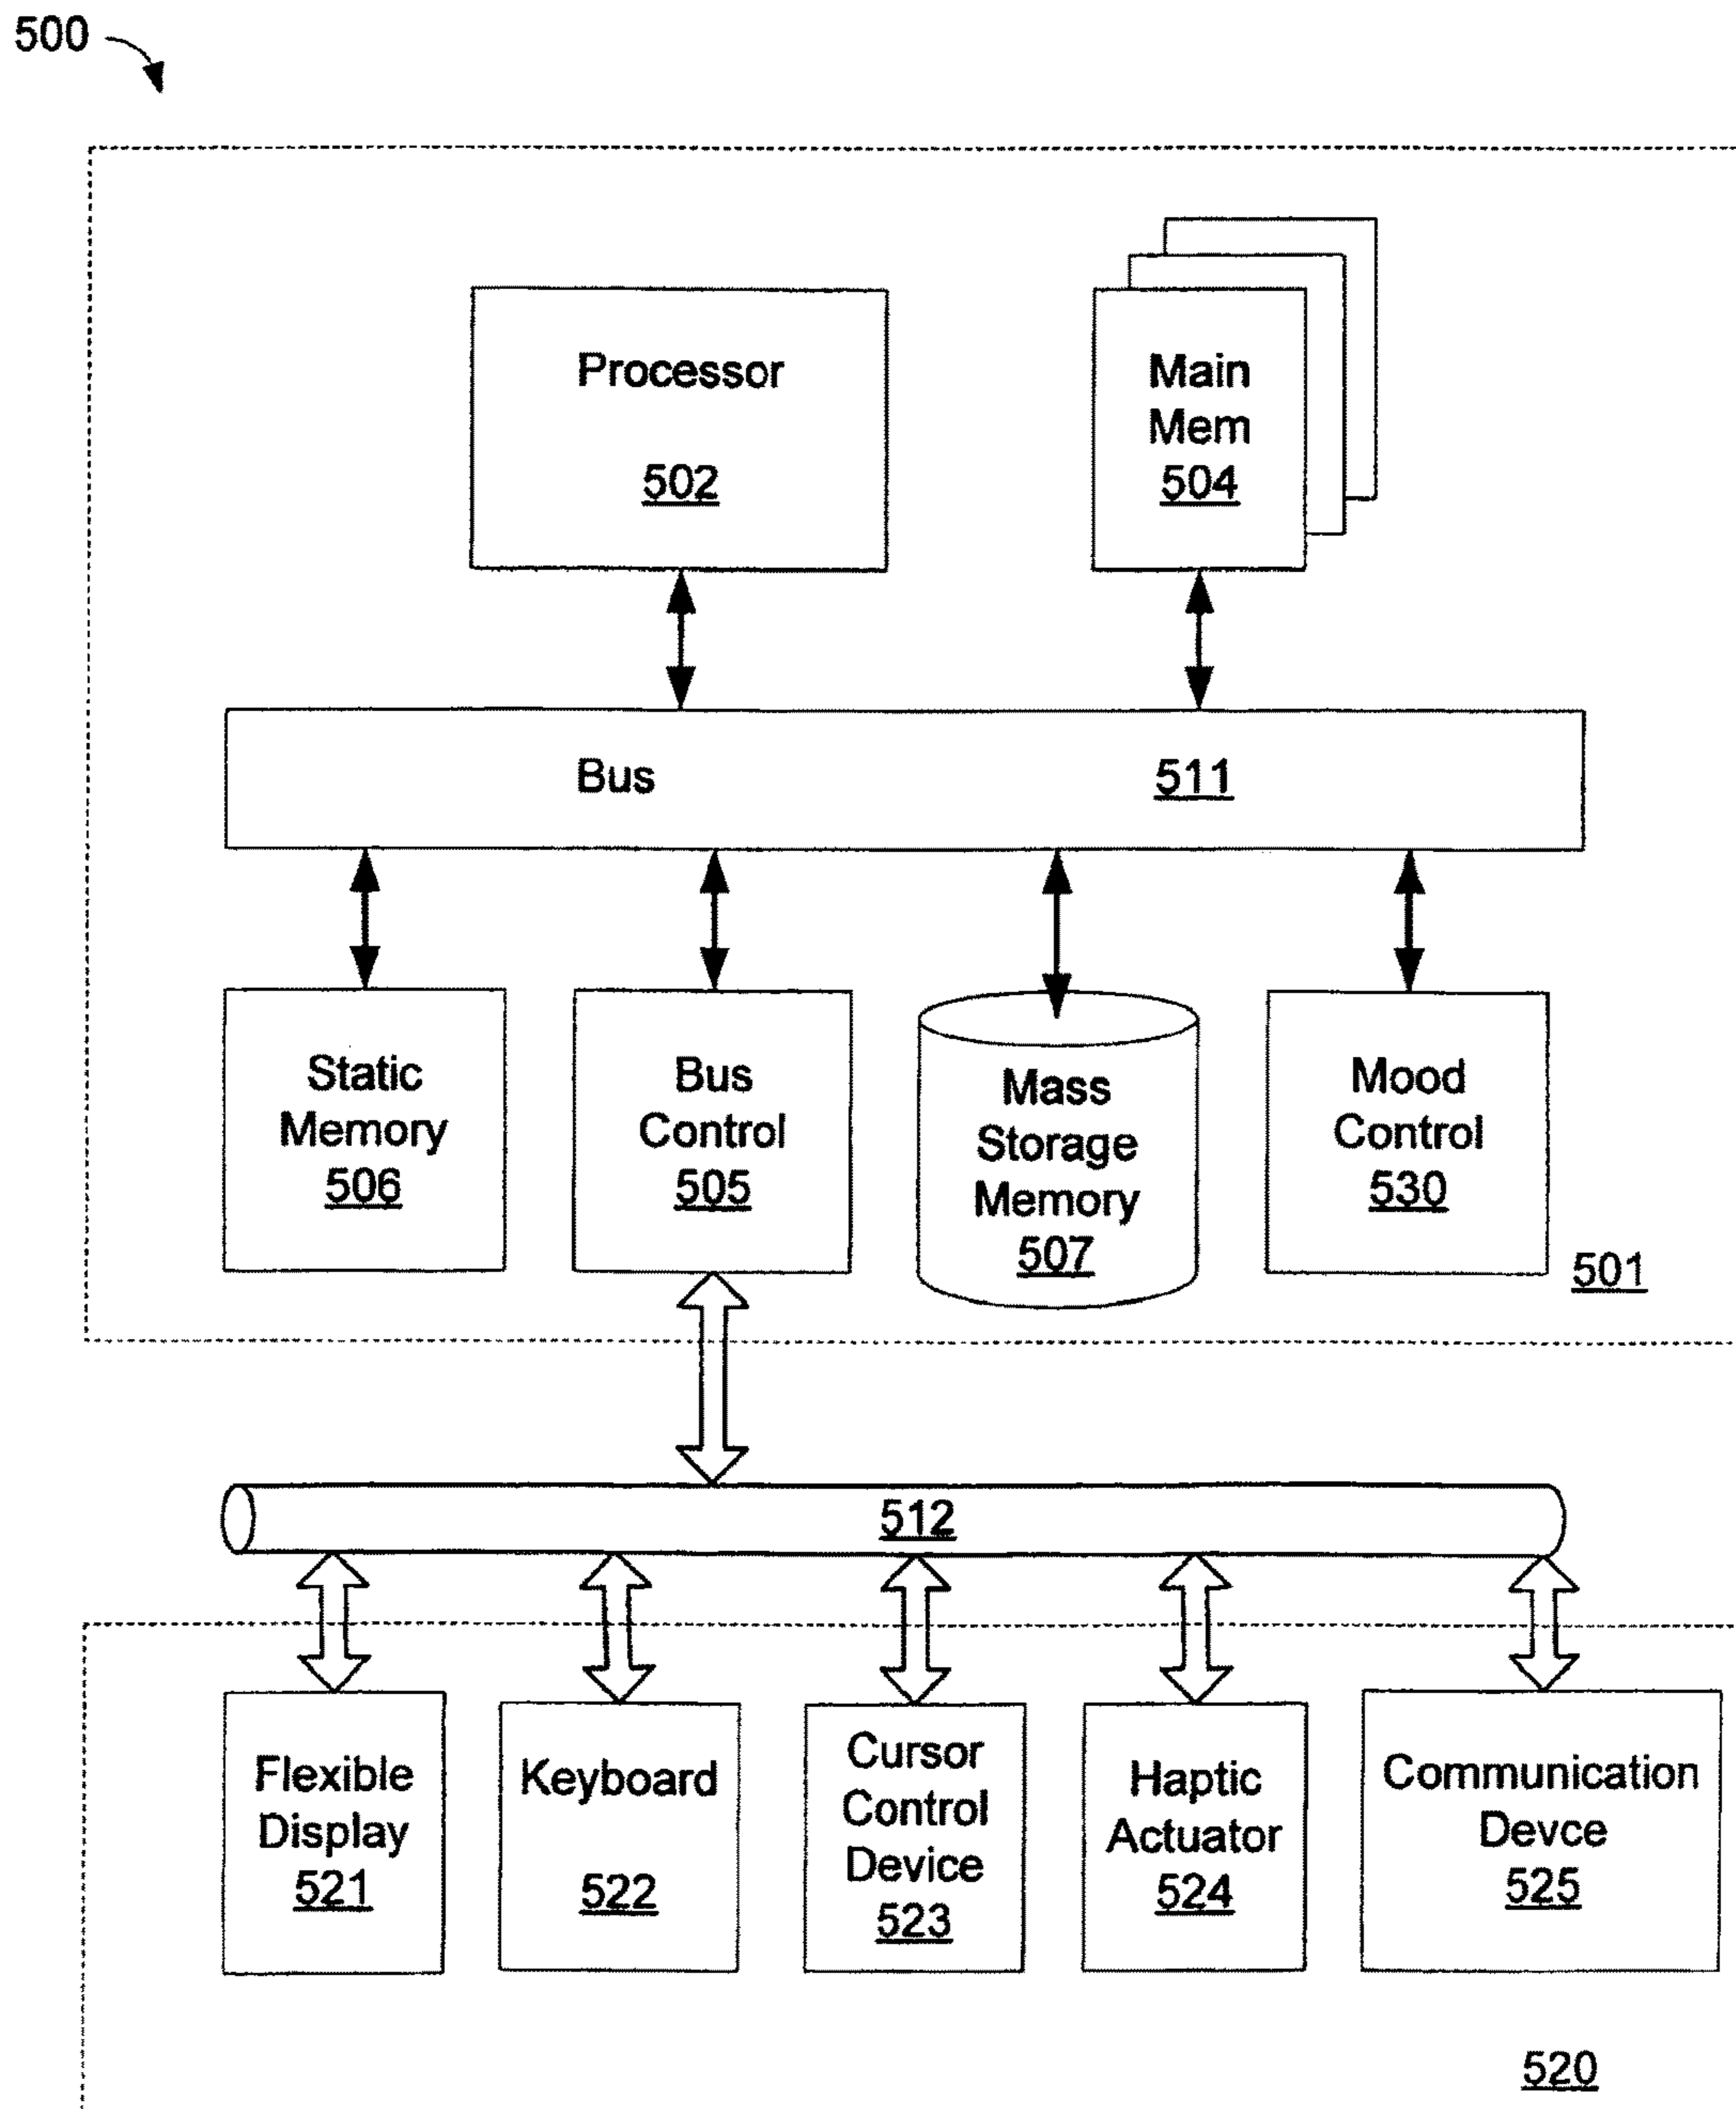 500
Processor
502
Main
Mem
504
Bus 511
Static
Memory
506
Bus
Control
505
Mass
Storage
Memory
507
Mood
Control
530
501
512
Flexible
Display
521
Keyboard
522
Cursor
Control
Device
523
Haptic
Actuator
524
Communication
Devce
525
520